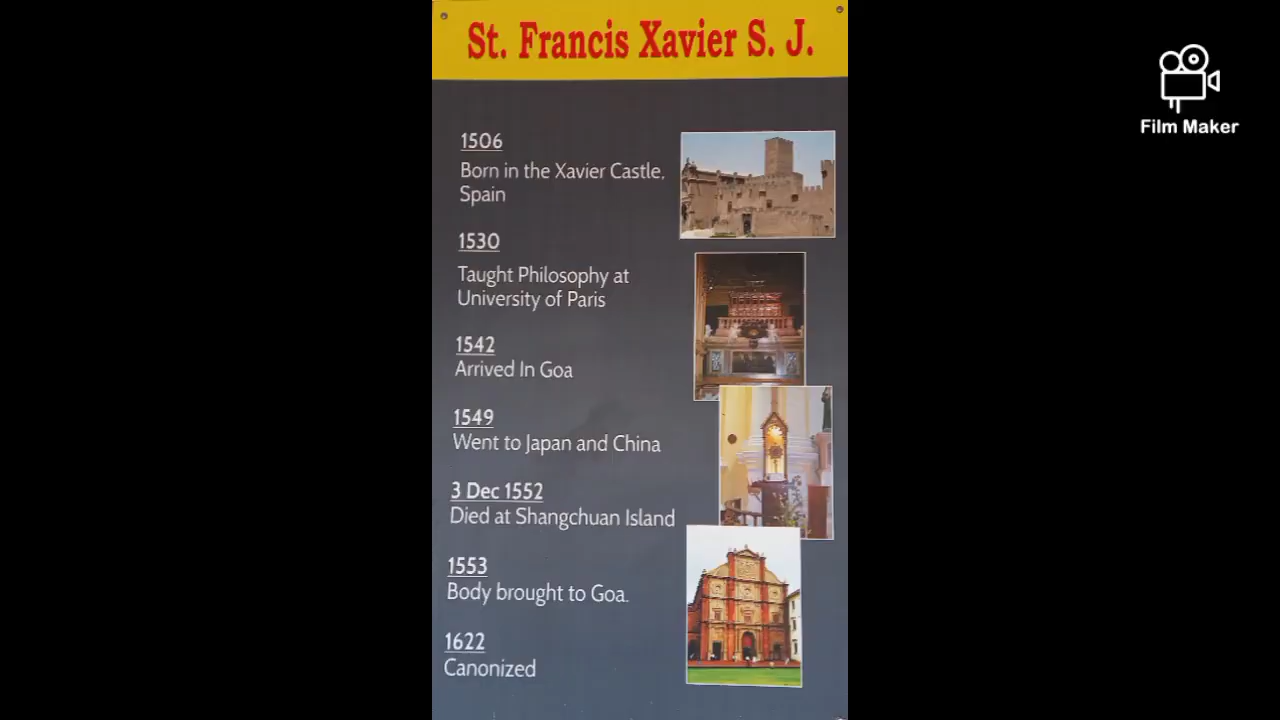 St. Francis Xavier S. J.
1506
Born in the Xavier Castle,
Spain
1530
Taught Philosophy at
University of Paris
1542
Arrived In Goa
1549
Went to Japan and China
3 Dec 1552
Died at Shangchuan Island
1553
Body brought to Goa.
1622
Canonized
Film Maker